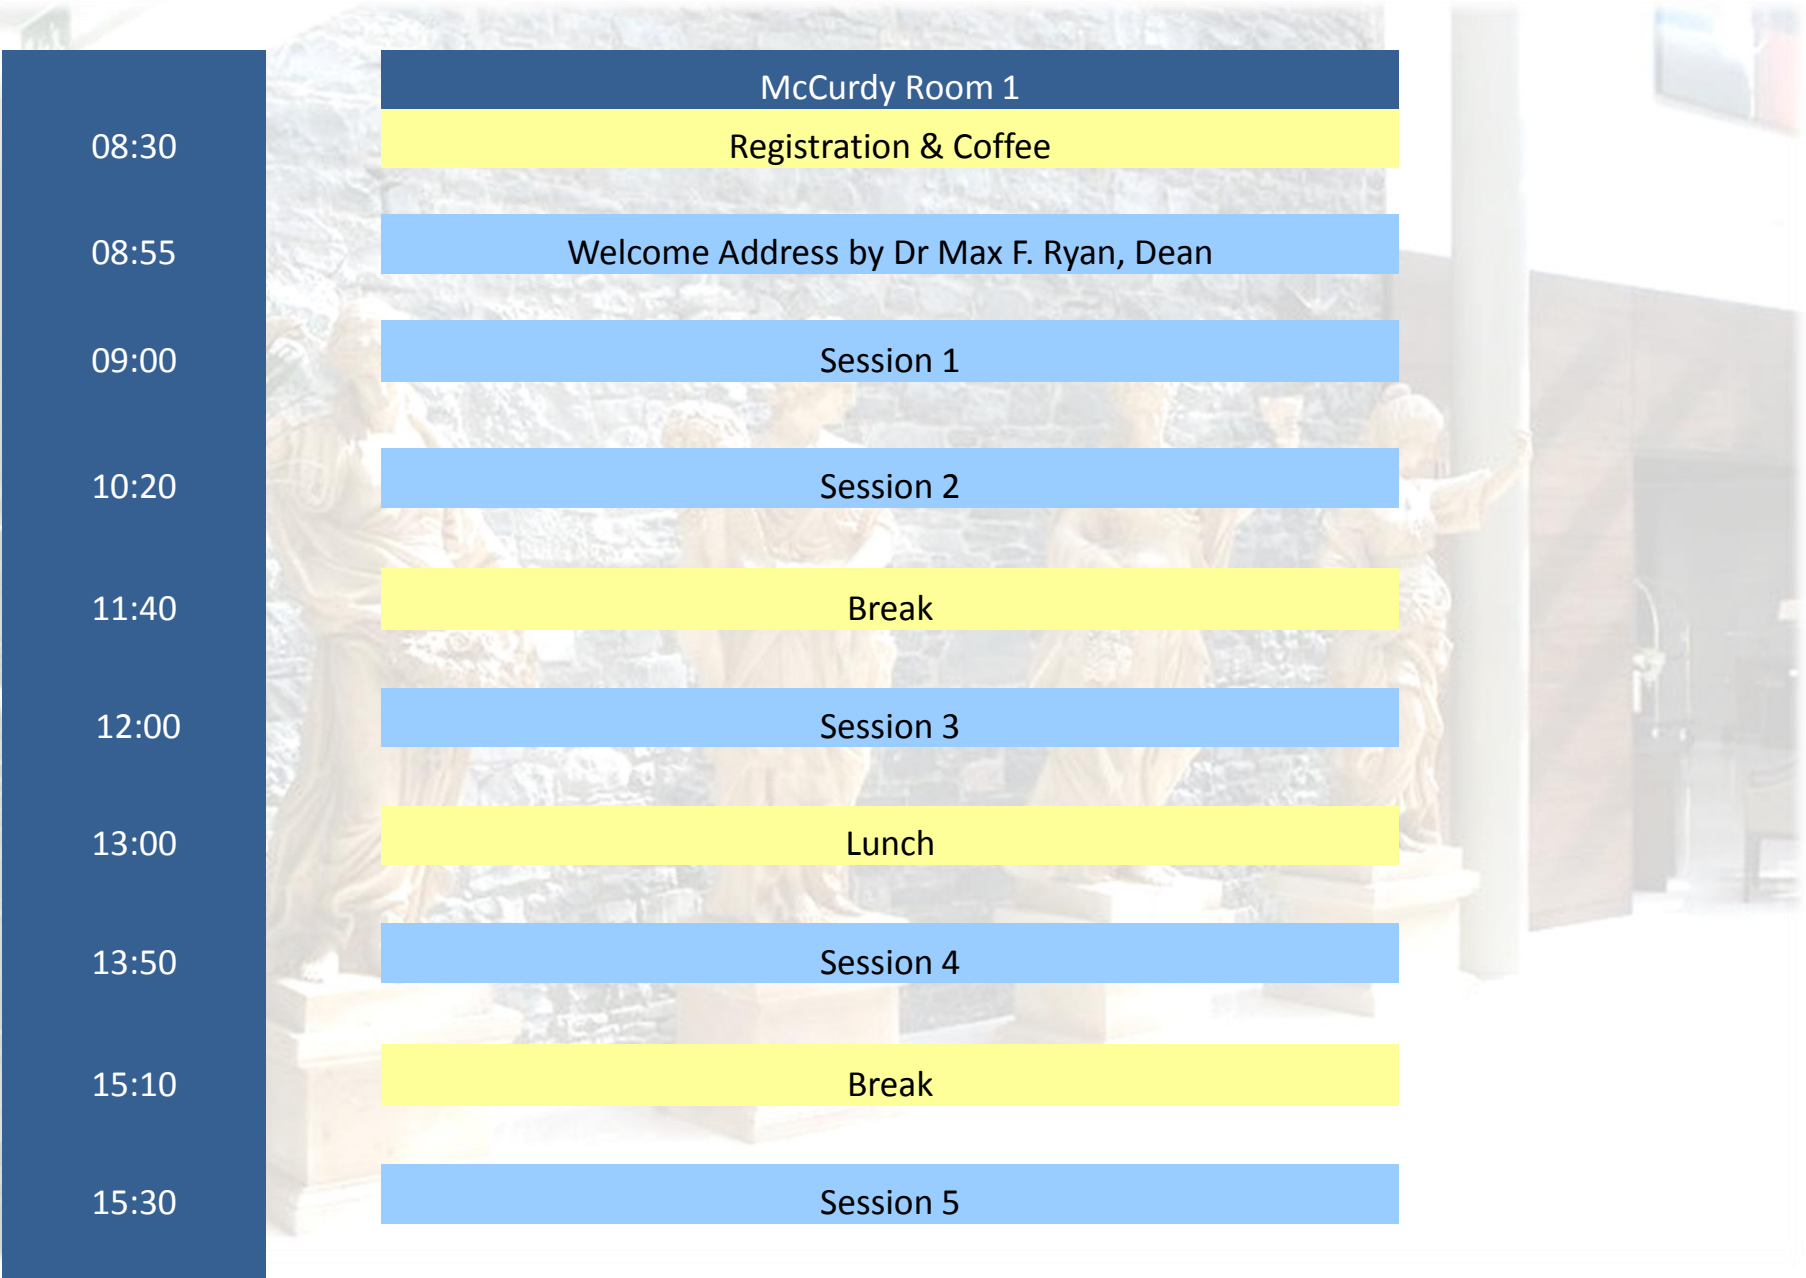 McCurdy Room 1
08:30 Registration & Coffee
08:55 Welcome Address by Dr Max F. Ryan, Dean
09:00 Session 1
10:20 Session 2
11:40 Break
12:00 Session 3
13:00 Lunch
13:50 Session 4
15:10 Break
15:30 Session 5